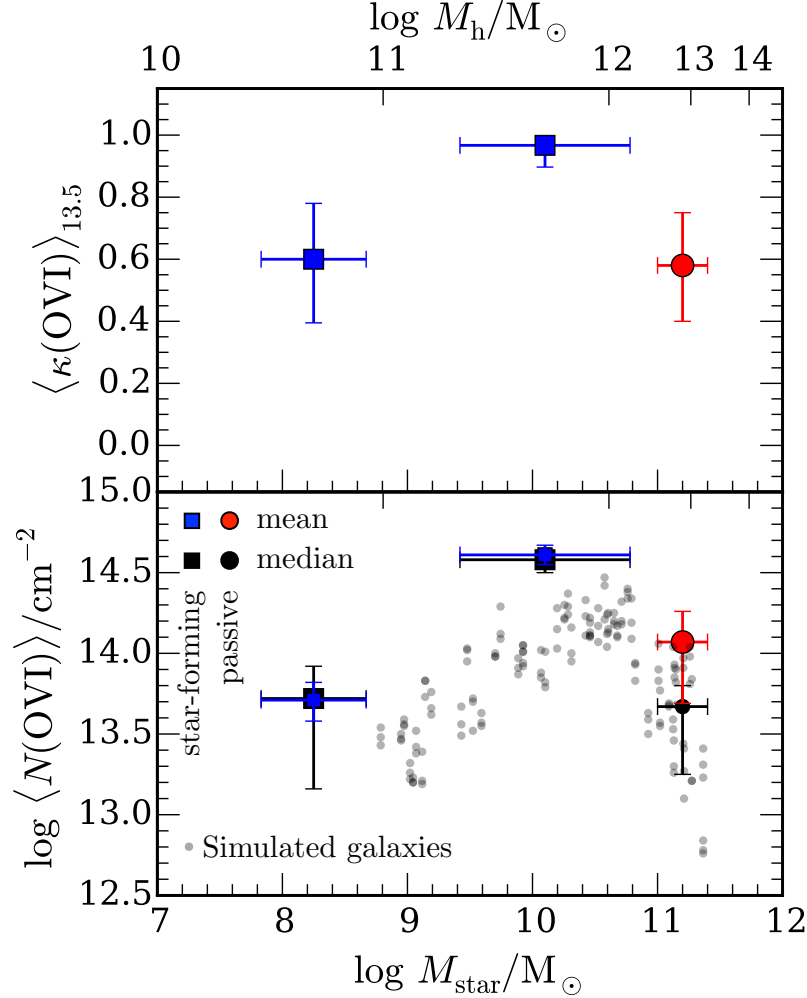 log M_h/M_⊙
10 11 12 13 14
⟨κ(OVI)⟩_13.5
1.0
0.8
0.6
0.4
0.2
0.0
log ⟨N(OVI)⟩/cm^−2
15.0
14.5
14.0
13.5
13.0
12.5
mean
median
star-forming
passive
Simulated galaxies
7 8 9 10 11 12
log M_star/M_⊙